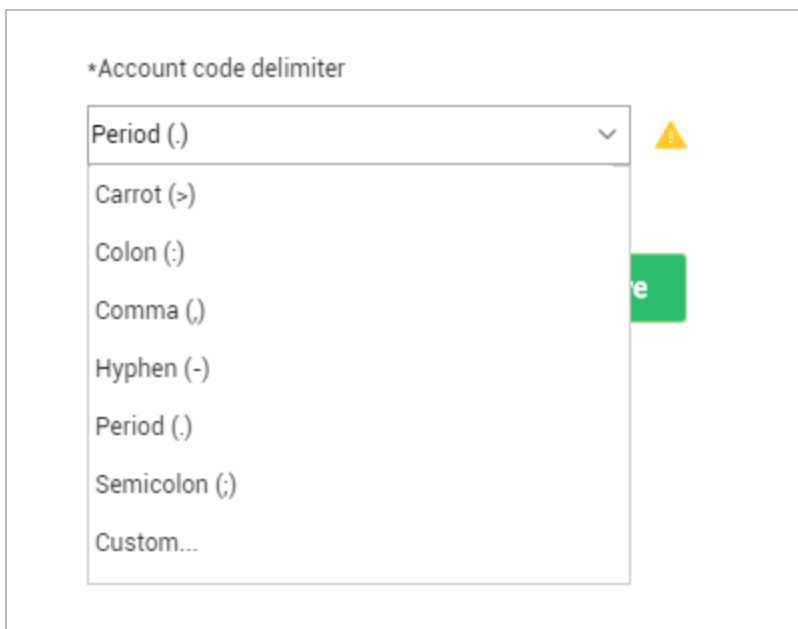 *Account code delimiter
Period (.)
Carrot (>)
Colon (:)
e
Comma (,)
Hyphen (-)
Period (.)
Semicolon (;)
Custom...